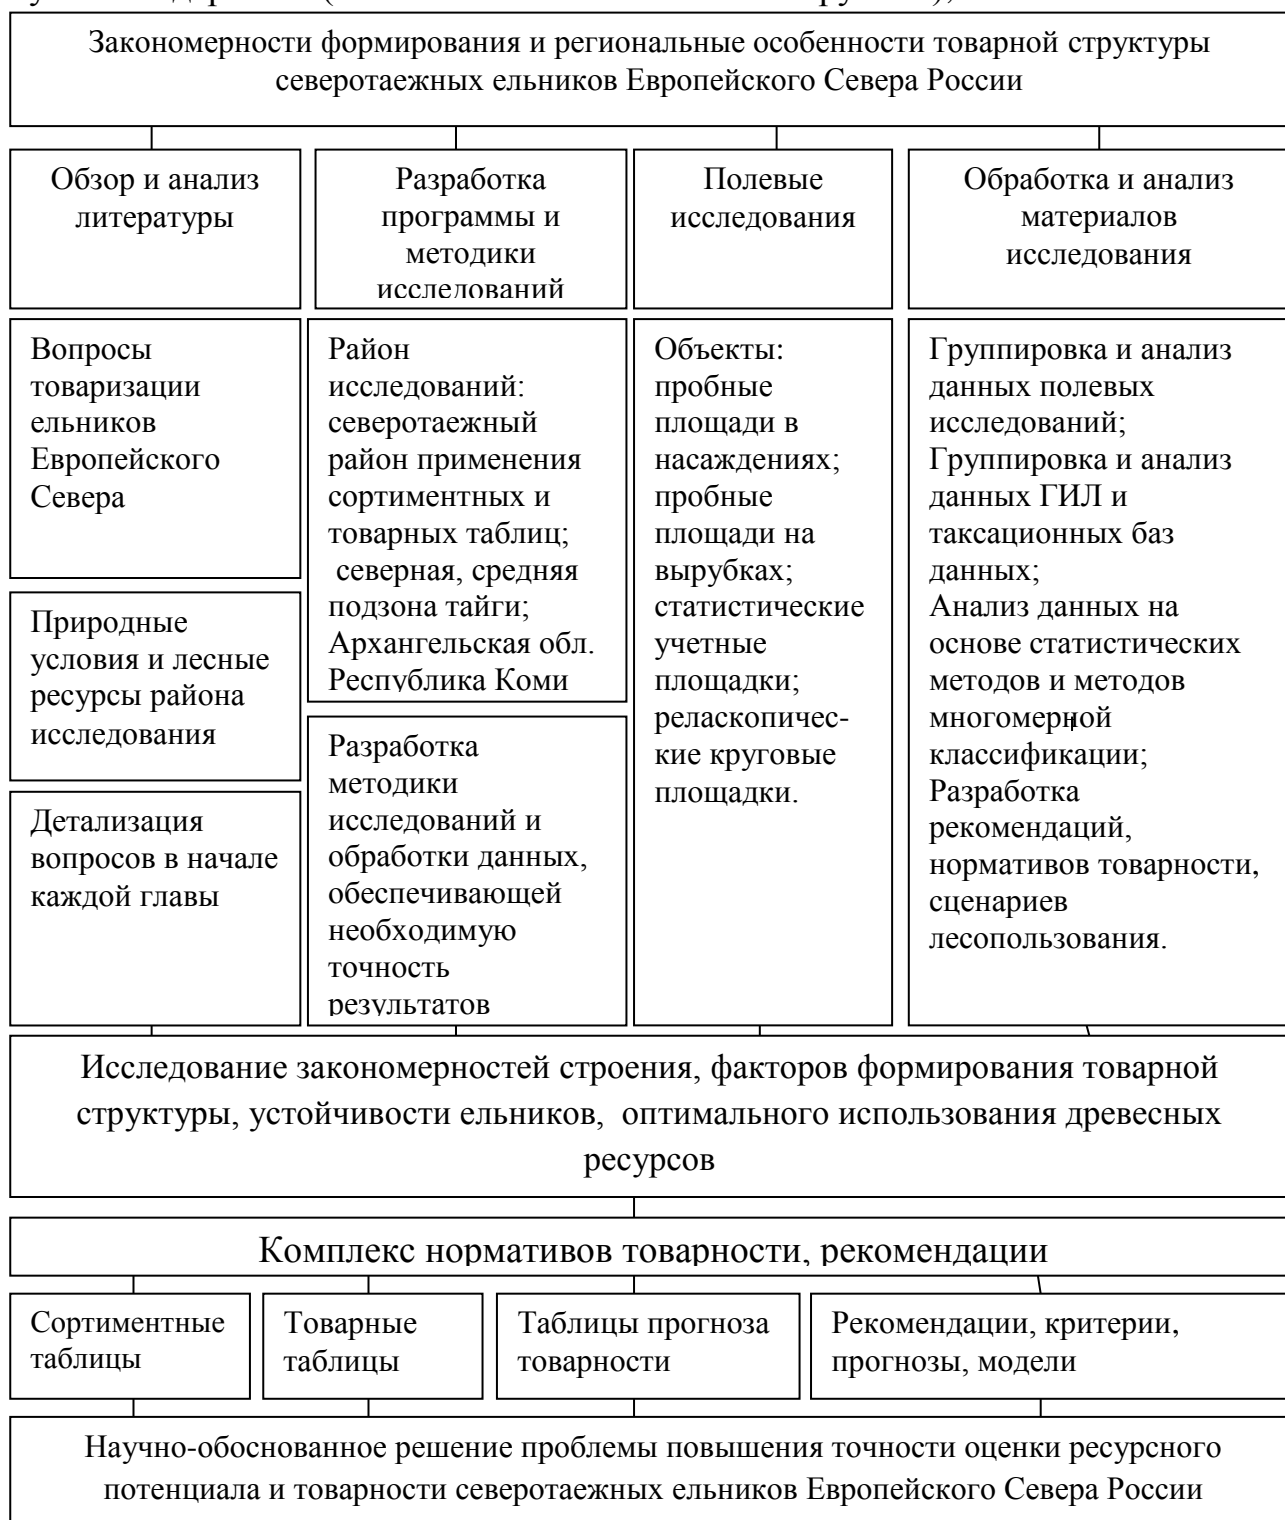 Закономерности формирования и региональные особенности товарной структуры
северотаежных ельников Европейского Севера России
Обзор и анализ
литературы
Разработка
программы и
методики
исследований
Полевые
исследования
Обработка и анализ
материалов
исследования
Вопросы
товаризации
ельников
Европейского
Севера
Природные
условия и лесные
ресурсы района
исследования
Детализация
вопросов в начале
каждой главы
Район
исследований:
северотаежный
район применения
сортиментных и
товарных таблиц;
северная, средняя
подзона тайги;
Архангельская обл.
Республика Коми
Разработка
методики
исследований и
обработки данных,
обеспечивающей
необходимую
точность
результатов
Объекты:
пробные
площади в
насаждениях;
пробные
площади на
вырубках;
статистические
учетные
площадки;
реласкопичес-
кие круговые
площадки.
Группировка и анализ
данных полевых
исследований;
Группировка и анализ
данных ГИЛ и
таксационных баз
данных;
Анализ данных на
основе статистических
методов и методов
многомерной
классификации;
Разработка
рекомендаций,
нормативов товарности,
сценариев
лесопользования.
Исследование закономерностей строения, факторов формирования товарной
структуры, устойчивости ельников, оптимального использования древесных
ресурсов
Комплекс нормативов товарности, рекомендации
Сортиментные
таблицы
Товарные
таблицы
Таблицы прогноза
товарности
Рекомендации, критерии,
прогнозы, модели
Научно-обоснованное решение проблемы повышения точности оценки ресурсного
потенциала и товарности северотаежных ельников Европейского Севера России